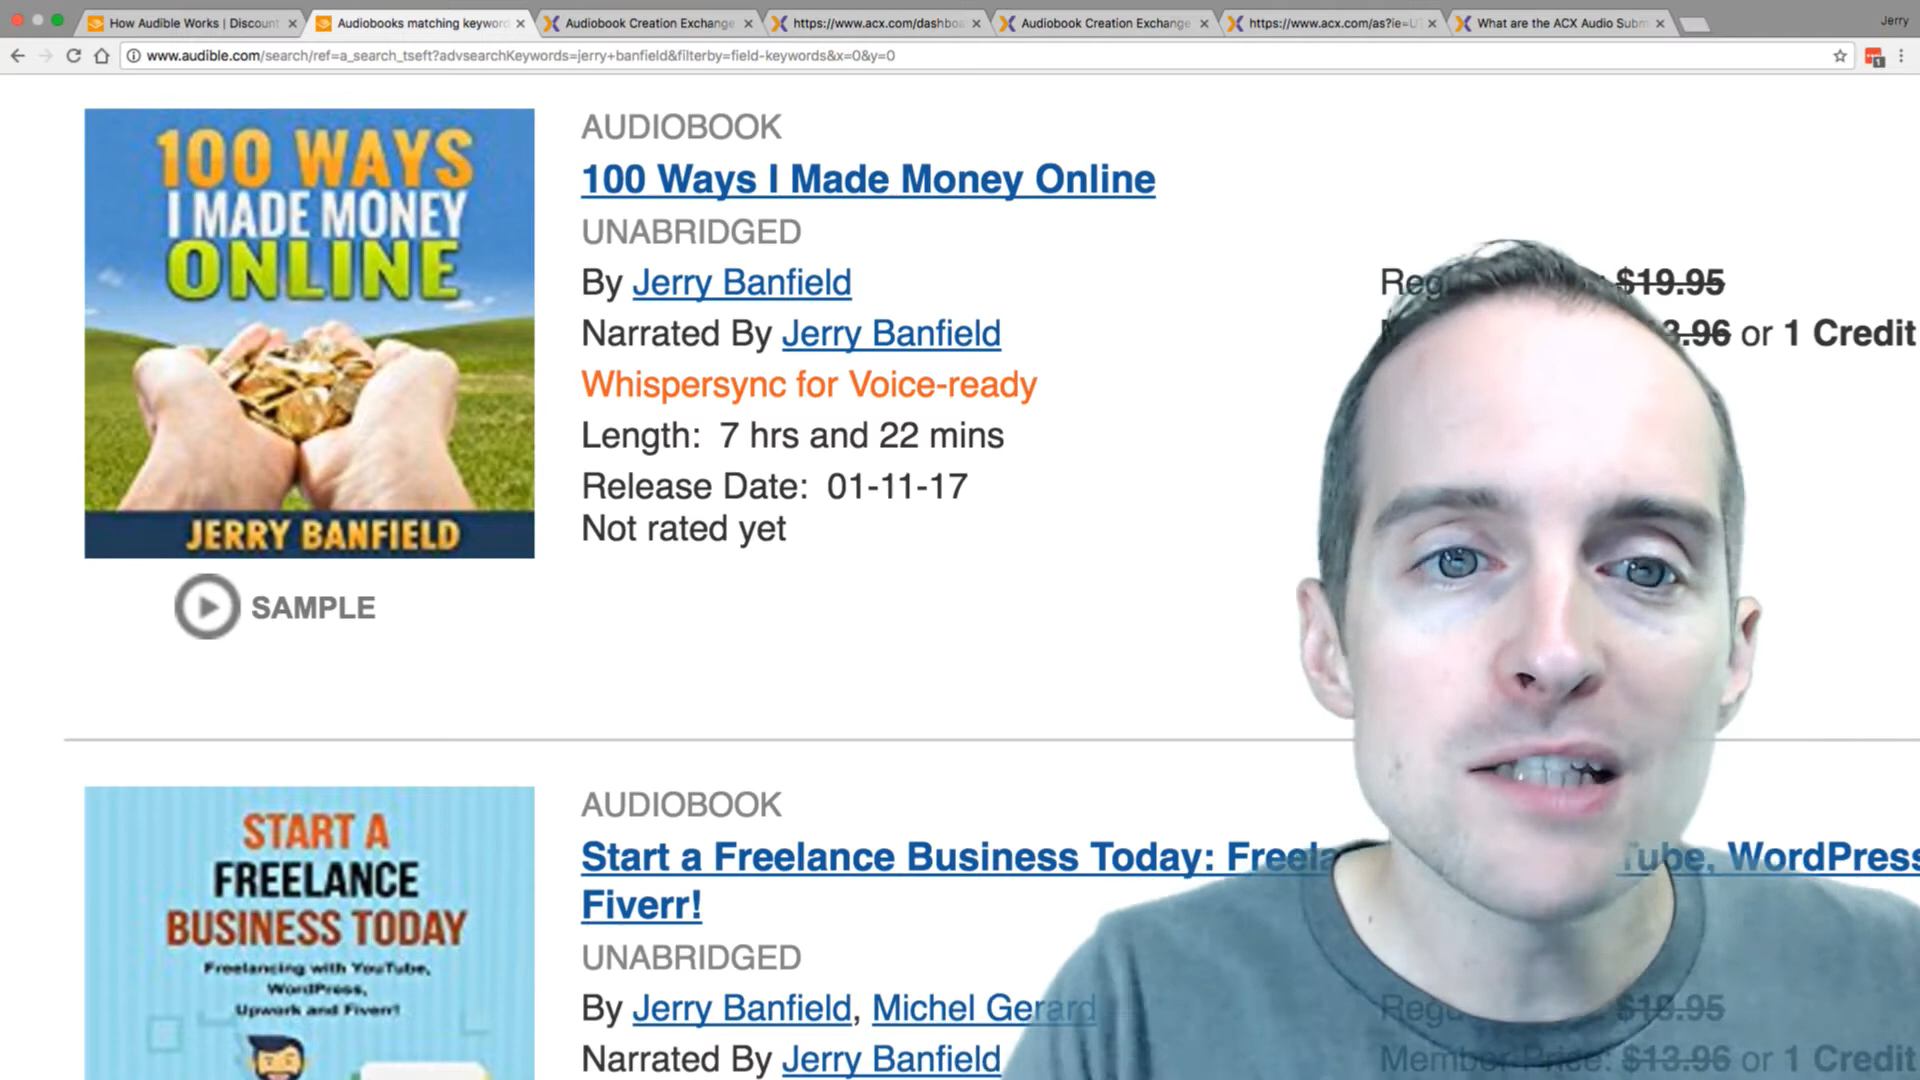 How Audible Works | Discount
Audiobooks matching keyword
Audiobook Creation Exchange
https://www.acx.com/dashboa
Audiobook Creation Exchange
https://www.acx.com/as?ie=UT
What are the ACX Audio Subm
Jerry
www.audible.com/search/ref=a_search_tseft?advsearchKeywords=jerry+banfield&filterby=field-keywords&x=0&y=0
100 WAYS
I MADE MONEY
ONLINE
JERRY BANFIELD
SAMPLE
AUDIOBOOK
100 Ways I Made Money Online
UNABRIDGED
By Jerry Banfield
Narrated By Jerry Banfield
Whispersync for Voice-ready
Length: 7 hrs and 22 mins
Release Date: 01-11-17
Not rated yet
$19.95
or 1 Credit
START A
FREELANCE
BUSINESS TODAY
Freelancing with YouTube,
WordPress,
Upwork and Fiverr!
AUDIOBOOK
Start a Freelance Business Today: WordPress
Fiverr!
UNABRIDGED
By Jerry Banfield, Michel Gerard
Narrated By Jerry Banfield
$19.95
Member Price: $13.96 or 1 Credit